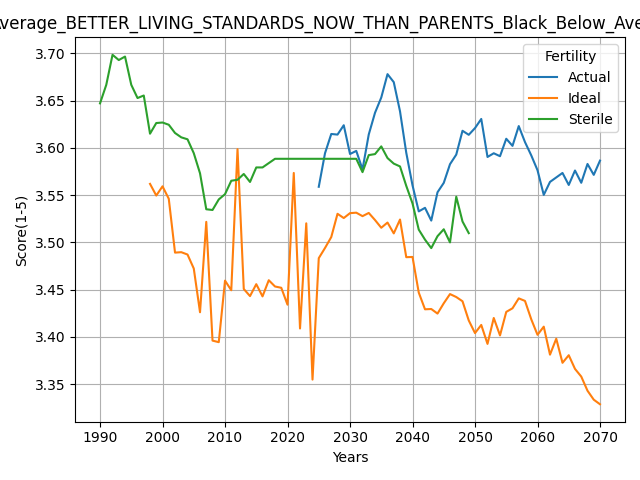 verage_BETTER_LIVING_STANDARDS_NOW_THAN_PARENTS_Black_Below_Ave
Fertility
Actual
Ideal
Sterile
3.70
3.65
3.60
3.55
3.50
3.45
3.40
3.35
Score(1-5)
1990
2000
2010
2020
2030
2040
2050
2060
2070
Years